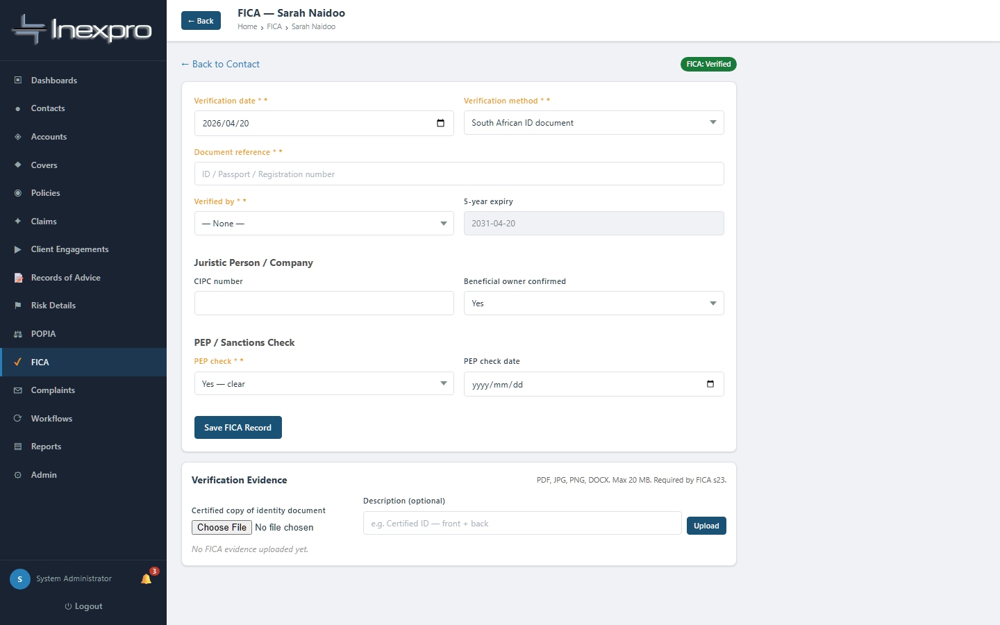 Inexpro
Dashboards
Contacts
Accounts
Covers
Policies
Claims
Client Engagements
Records of Advice
Risk Details
POPIA
FICA
Complaints
Workflows
Reports
Admin
S System Administrator 3
Logout
← Back
FICA — Sarah Naidoo
Home › FICA › Sarah Naidoo
← Back to Contact
FICA: Verified
Verification date * *
2026/04/20
Verification method * *
South African ID document
Document reference * *
ID / Passport / Registration number
Verified by * *
— None —
5-year expiry
2031-04-20
Juristic Person / Company
CIPC number
Beneficial owner confirmed
Yes
PEP / Sanctions Check
PEP check * *
Yes — clear
PEP check date
yyyy/mm/dd
Save FICA Record
Verification Evidence
PDF, JPG, PNG, DOCX. Max 20 MB. Required by FICA s23.
Certified copy of identity document
Choose File No file chosen
Description (optional)
e.g. Certified ID — front + back
Upload
No FICA evidence uploaded yet.